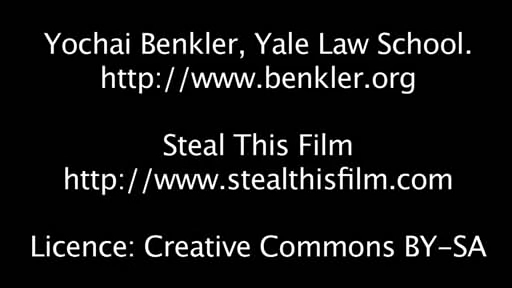 Yochai Benkler, Yale Law School.
http://www.benkler.org
Steal This Film
http://www.stealthisfilm.com
Licence: Creative Commons BY-SA